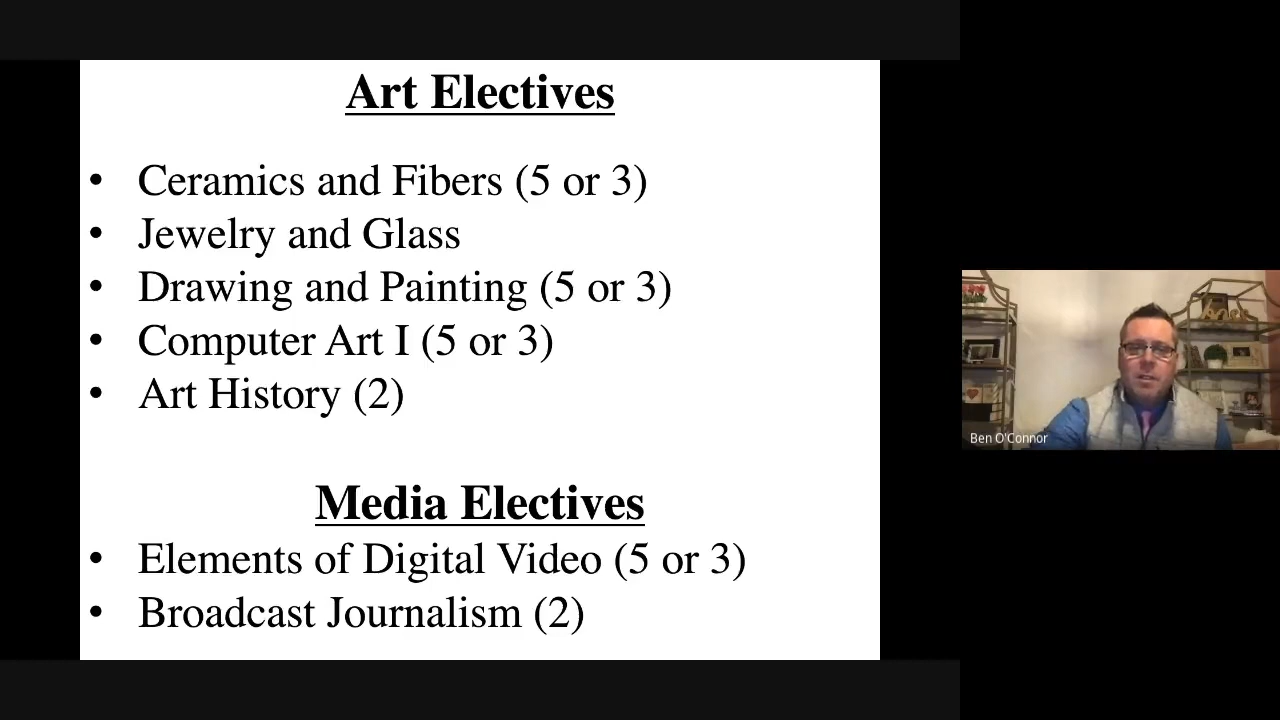 Art Electives
• Ceramics and Fibers (5 or 3)
• Jewelry and Glass
• Drawing and Painting (5 or 3)
• Computer Art I (5 or 3)
• Art History (2)
Media Electives
• Elements of Digital Video (5 or 3)
• Broadcast Journalism (2)
Ben O'Connor